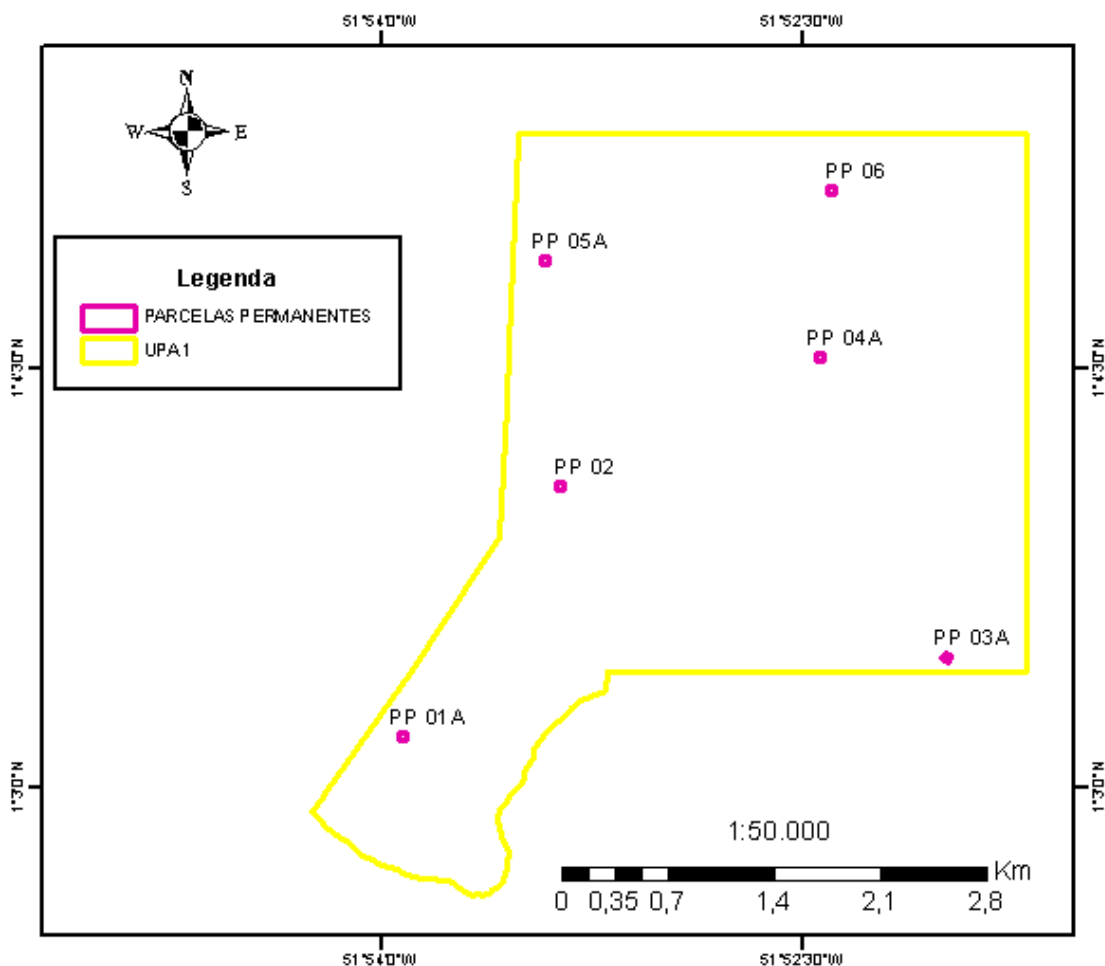 51°54'0"W 51°52'30"W
N
W E
S
PP 06
PP 05A
Legenda
PARCELAS PERMANENTES
UPA1
PP 04A
1°4'30"N 1°4'30"N
PP 02
PP 03A
PP 01A
1°3'0"N 1°3'0"N
1:50.000
Km
0 0,35 0,7 1,4 2,1 2,8
51°54'0"W 51°52'30"W